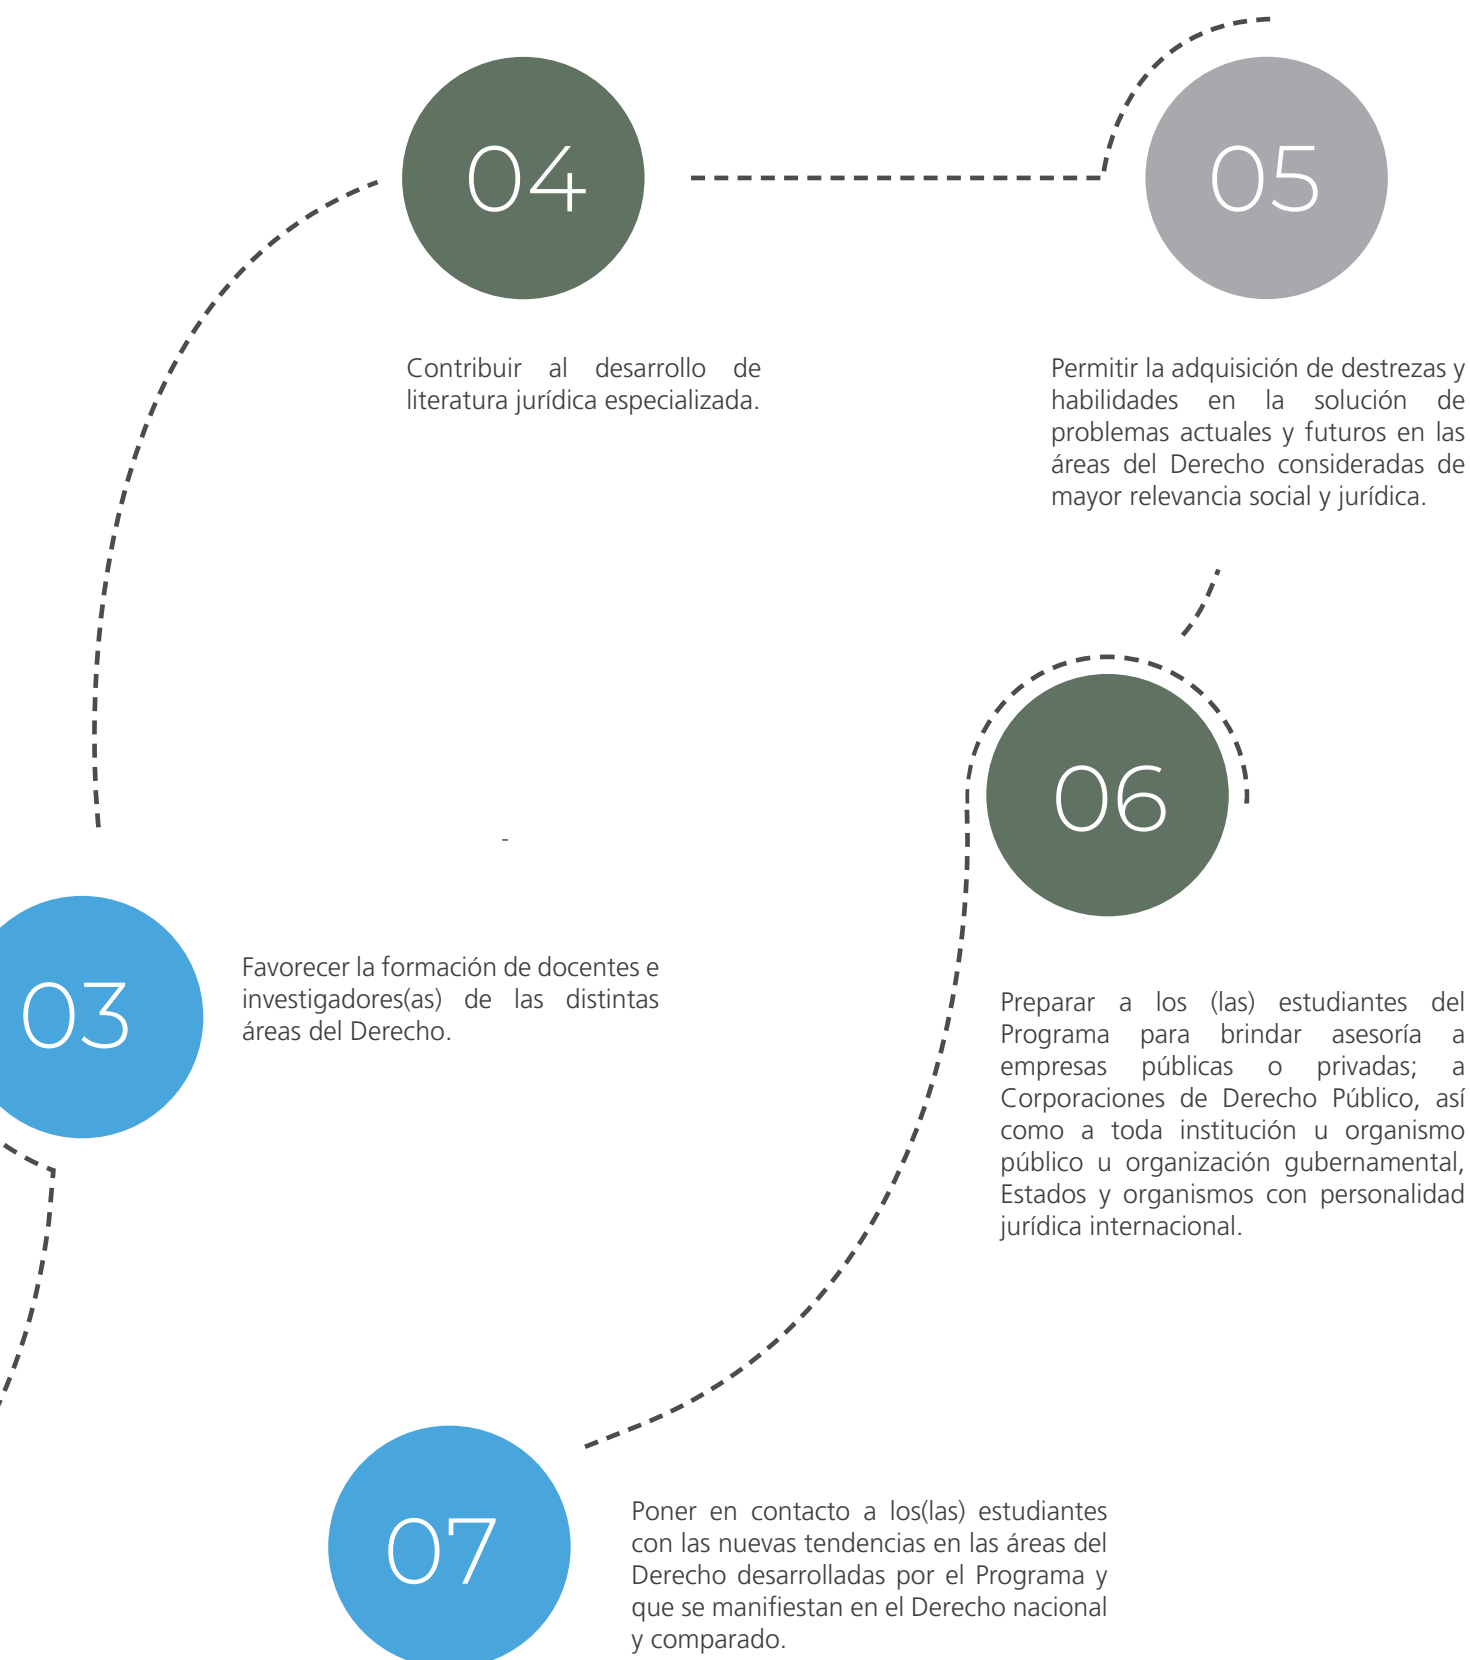 04
Contribuir al desarrollo de
literatura jurídica especializada.
05
Permitir la adquisición de destrezas y
habilidades en la solución de
problemas actuales y futuros en las
áreas del Derecho consideradas de
mayor relevancia social y jurídica.
-
03
Favorecer la formación de docentes e
investigadores(as) de las distintas
áreas del Derecho.
06
Preparar a los (las) estudiantes del
Programa para brindar asesoría a
empresas públicas o privadas; a
Corporaciones de Derecho Público, así
como a toda institución u organismo
público u organización gubernamental,
Estados y organismos con personalidad
jurídica internacional.
07
Poner en contacto a los(las) estudiantes
con las nuevas tendencias en las áreas del
Derecho desarrolladas por el Programa y
que se manifiestan en el Derecho nacional
y comparado.